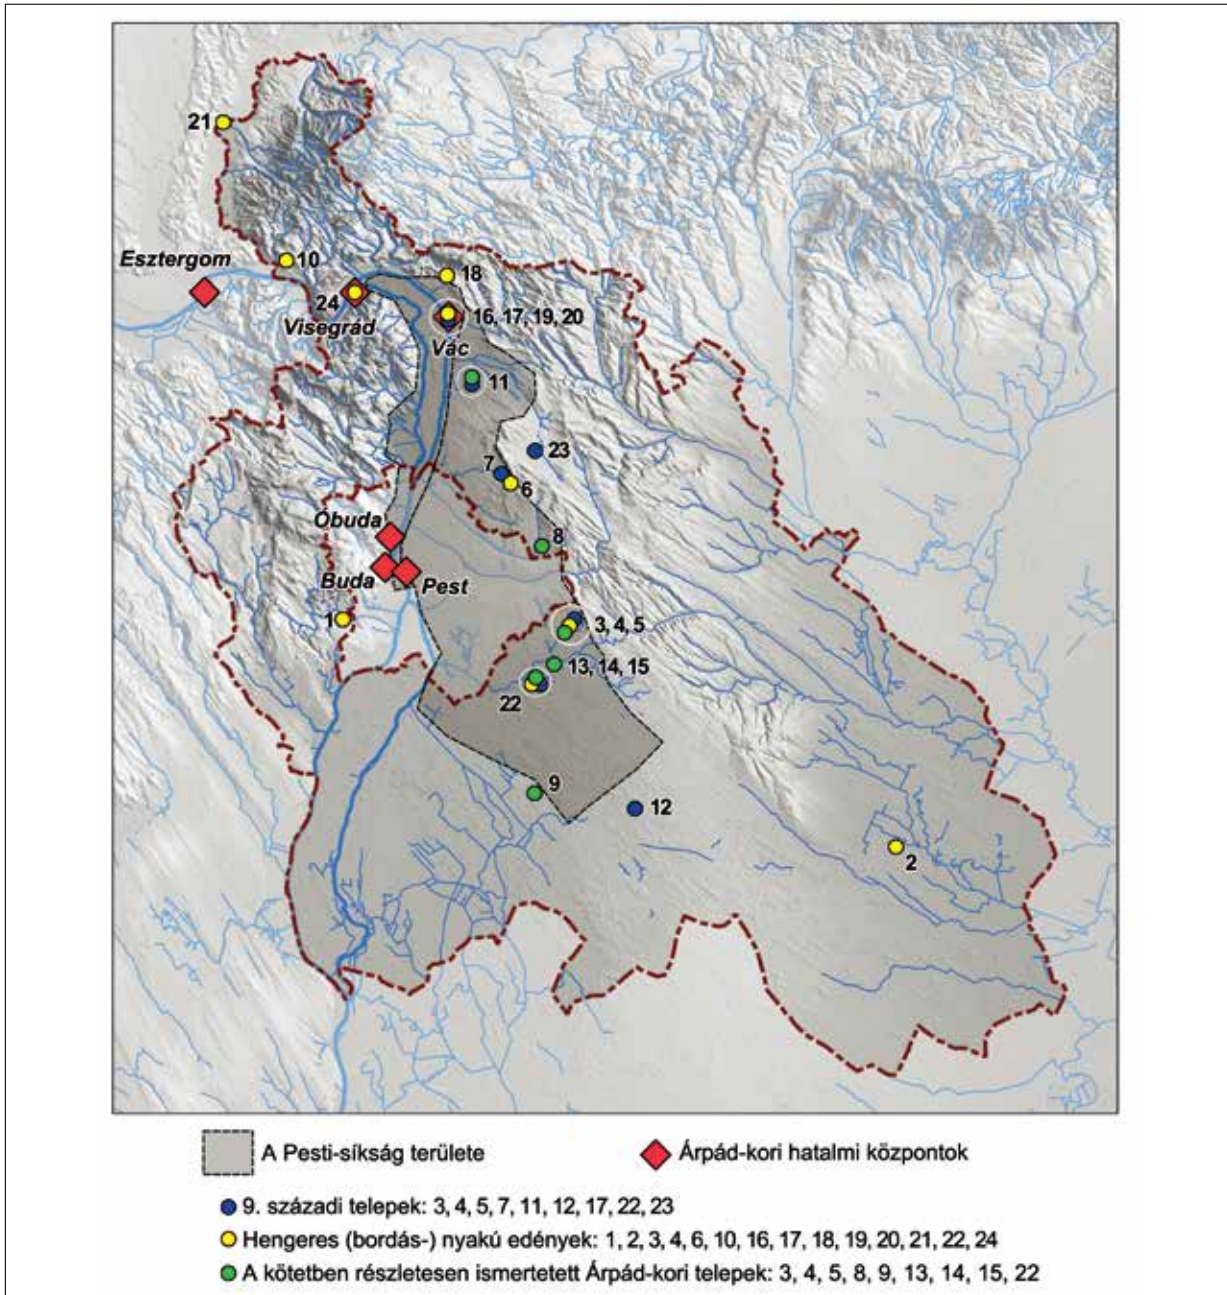 21
Esztergom
10
18
24
Visegrád
16, 17, 19, 20
Vác
11
23
7
6
Óbuda
8
Buda
Pest
1
3, 4, 5
13, 14, 15
22
9
12
2
A Pesti-síkság területe
Árpád-kori hatalmi központok
9. századi telepek: 3, 4, 5, 7, 11, 12, 17, 22, 23
Hengeres (bordás-) nyakú edények: 1, 2, 3, 4, 6, 10, 16, 17, 18, 19, 20, 21, 22, 24
A kötetben részletesen ismertetett Árpád-kori telepek: 3, 4, 5, 8, 9, 13, 14, 15, 22